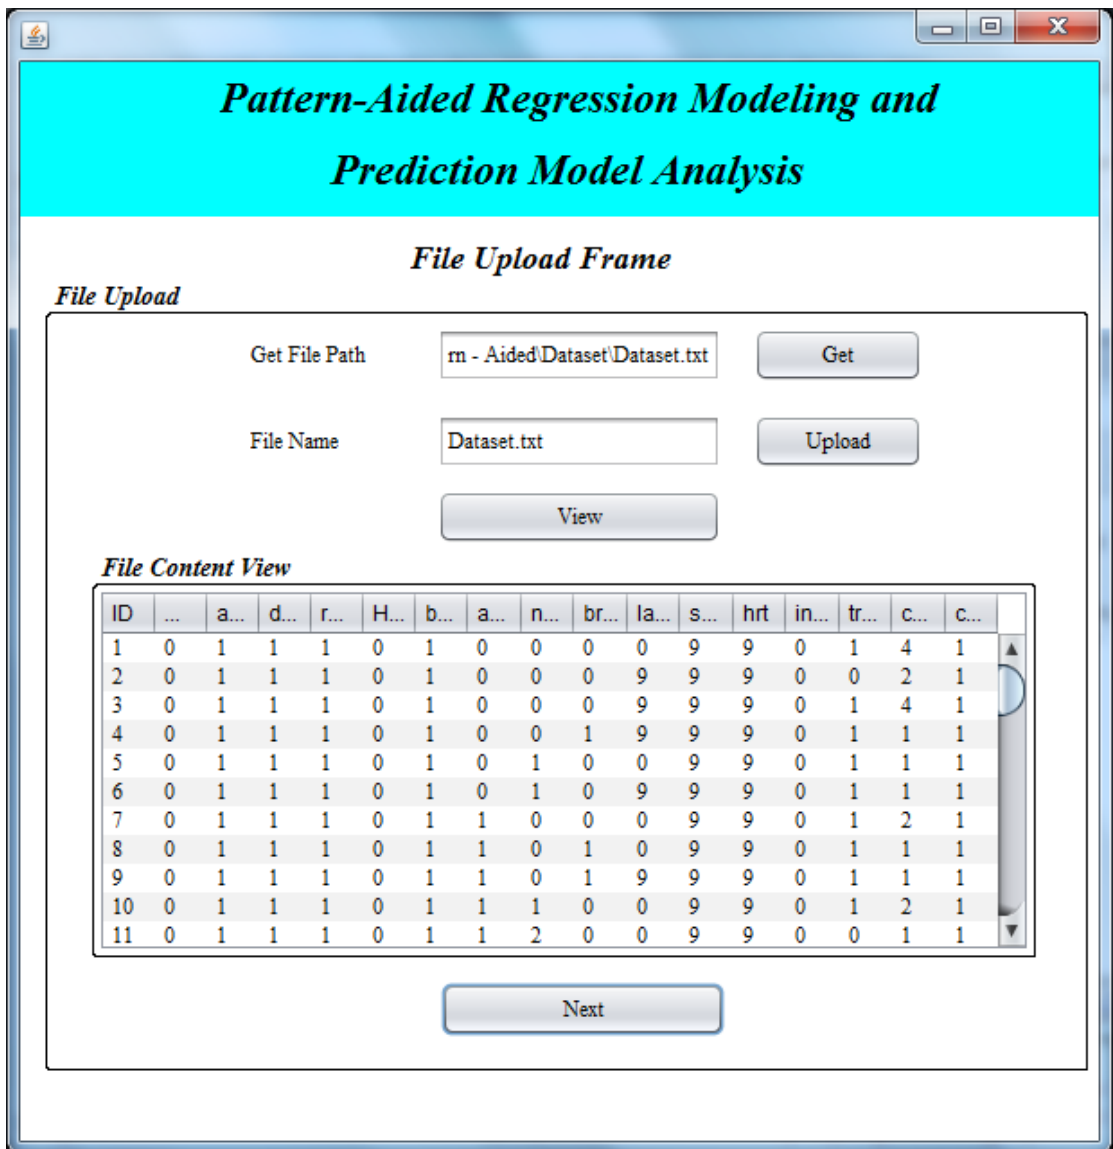 Pattern-Aided Regression Modeling and
Prediction Model Analysis
File Upload Frame
File Upload
Get File Path rn - Aided\Dataset\Dataset.txt Get
File Name Dataset.txt Upload
View
File Content View
ID ... a... d... r... H... b... a... n... br... la... s... hrt in... tr... c... c...
1 0 1 1 1 0 1 0 0 0 0 9 9 0 1 4 1
2 0 1 1 1 0 1 0 0 0 9 9 9 0 0 2 1
3 0 1 1 1 0 1 0 0 0 9 9 9 0 1 4 1
4 0 1 1 1 0 1 0 0 1 9 9 9 0 1 1 1
5 0 1 1 1 0 1 0 1 0 0 9 9 0 1 1 1
6 0 1 1 1 0 1 0 1 0 9 9 9 0 1 1 1
7 0 1 1 1 0 1 1 0 0 0 9 9 0 1 2 1
8 0 1 1 1 0 1 1 0 1 0 9 9 0 1 1 1
9 0 1 1 1 0 1 1 0 1 9 9 9 0 1 1 1
10 0 1 1 1 0 1 1 1 0 0 9 9 0 1 2 1
11 0 1 1 1 0 1 1 2 0 0 9 9 0 0 1 1
Next